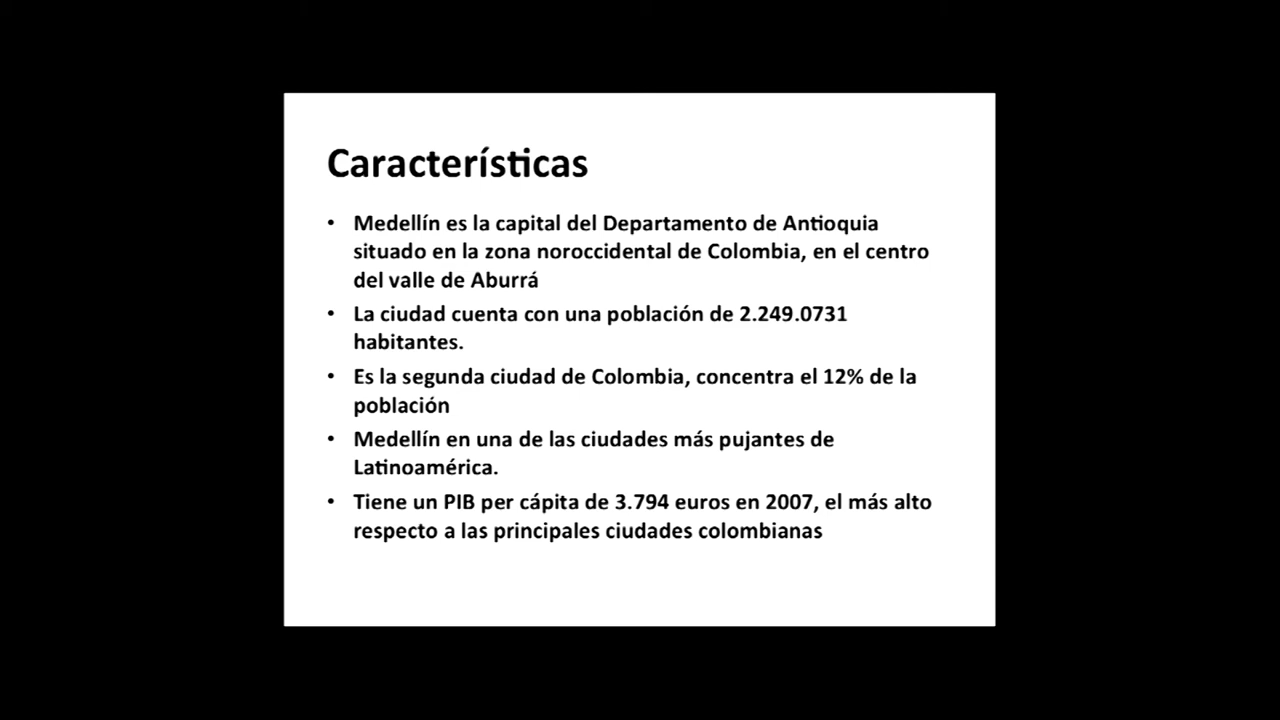 Características
• Medellín es la capital del Departamento de Antioquia
situado en la zona noroccidental de Colombia, en el centro
del valle de Aburrá
• La ciudad cuenta con una población de 2.249.0731
habitantes.
• Es la segunda ciudad de Colombia, concentra el 12% de la
población
• Medellín en una de las ciudades más pujantes de
Latinoamérica.
• Tiene un PIB per cápita de 3.794 euros en 2007, el más alto
respecto a las principales ciudades colombianas